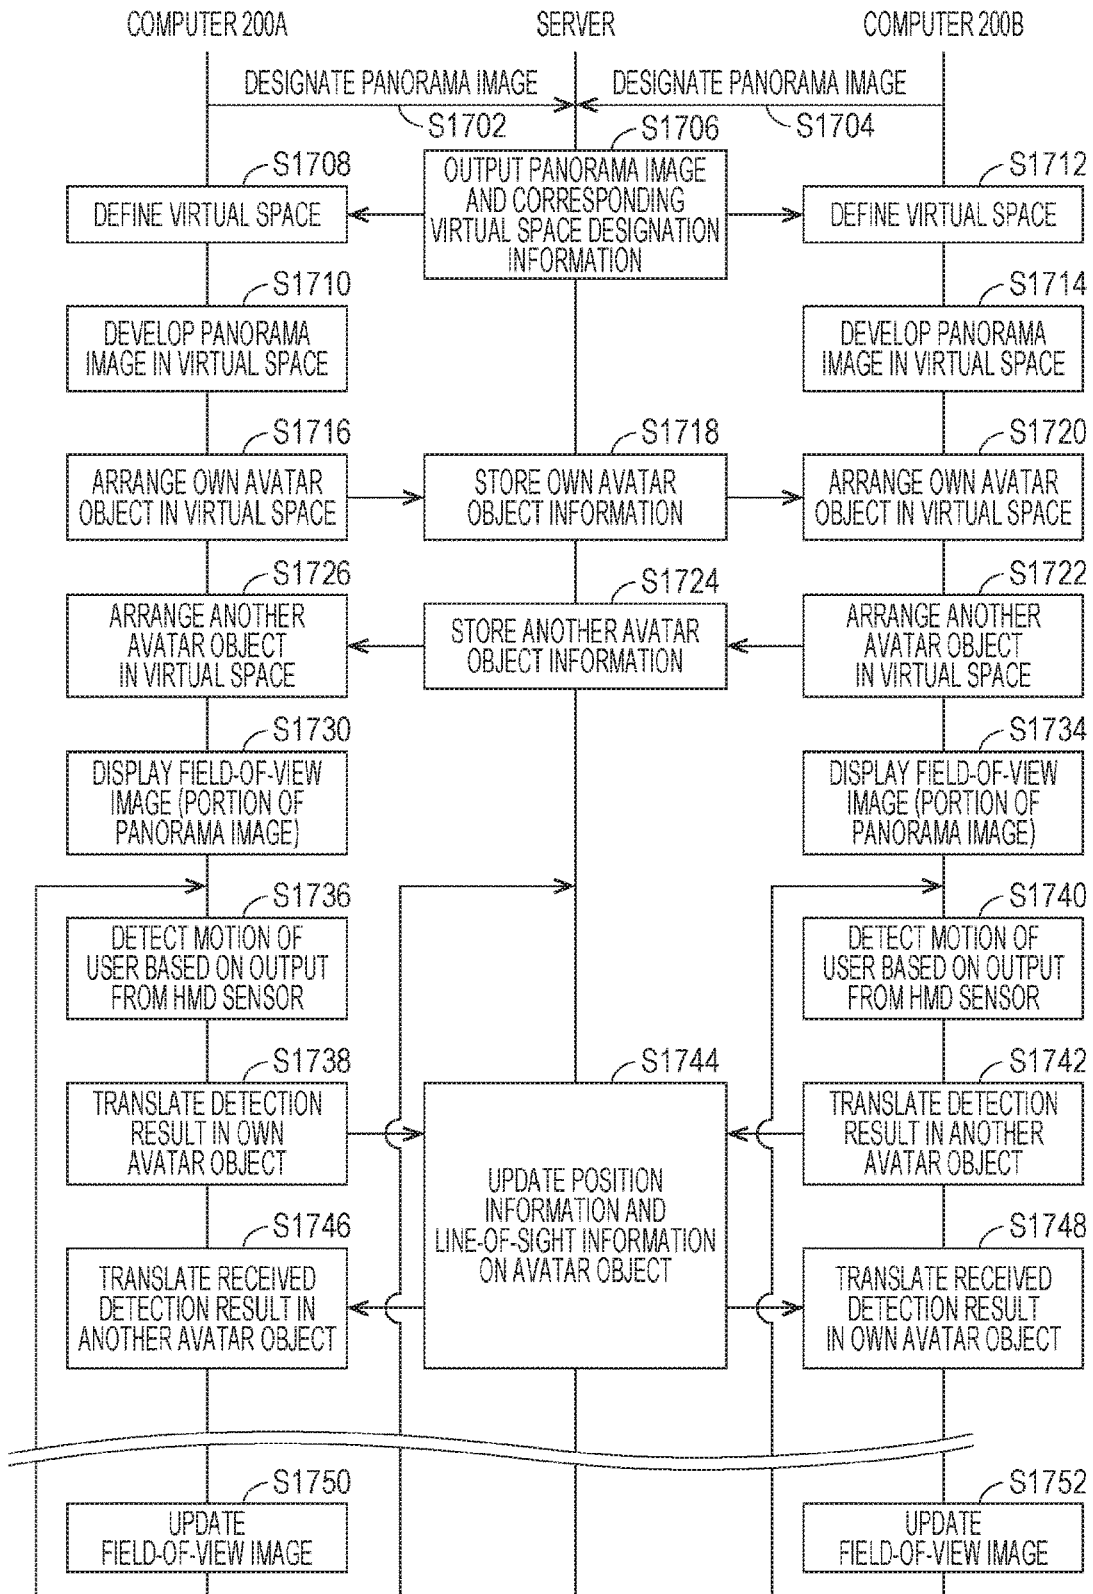 COMPUTER 200A
SERVER
COMPUTER 200B
DESIGNATE PANORAMA IMAGE
DESIGNATE PANORAMA IMAGE
S1702
S1706
S1704
S1708
OUTPUT PANORAMA IMAGE
AND CORRESPONDING
VIRTUAL SPACE DESIGNATION
INFORMATION
S1712
DEFINE VIRTUAL SPACE
DEFINE VIRTUAL SPACE
S1710
S1714
DEVELOP PANORAMA
IMAGE IN VIRTUAL SPACE
DEVELOP PANORAMA
IMAGE IN VIRTUAL SPACE
S1716
S1718
S1720
ARRANGE OWN AVATAR
OBJECT IN VIRTUAL SPACE
STORE OWN AVATAR
OBJECT INFORMATION
ARRANGE OWN AVATAR
OBJECT IN VIRTUAL SPACE
S1726
S1724
S1722
ARRANGE ANOTHER
AVATAR OBJECT
IN VIRTUAL SPACE
STORE ANOTHER AVATAR
OBJECT INFORMATION
ARRANGE ANOTHER
AVATAR OBJECT
IN VIRTUAL SPACE
S1730
S1734
DISPLAY FIELD-OF-VIEW
IMAGE (PORTION OF
PANORAMA IMAGE)
DISPLAY FIELD-OF-VIEW
IMAGE (PORTION OF
PANORAMA IMAGE)
S1736
S1740
DETECT MOTION OF
USER BASED ON OUTPUT
FROM HMD SENSOR
DETECT MOTION OF
USER BASED ON OUTPUT
FROM HMD SENSOR
S1738
S1744
S1742
TRANSLATE DETECTION
RESULT IN OWN
AVATAR OBJECT
UPDATE POSITION
INFORMATION AND
LINE-OF-SIGHT INFORMATION
ON AVATAR OBJECT
TRANSLATE DETECTION
RESULT IN ANOTHER
AVATAR OBJECT
S1746
S1748
TRANSLATE RECEIVED
DETECTION RESULT IN
ANOTHER AVATAR OBJECT
TRANSLATE RECEIVED
DETECTION RESULT
IN OWN AVATAR OBJECT
S1750
S1752
UPDATE
FIELD-OF-VIEW IMAGE
UPDATE
FIELD-OF-VIEW IMAGE